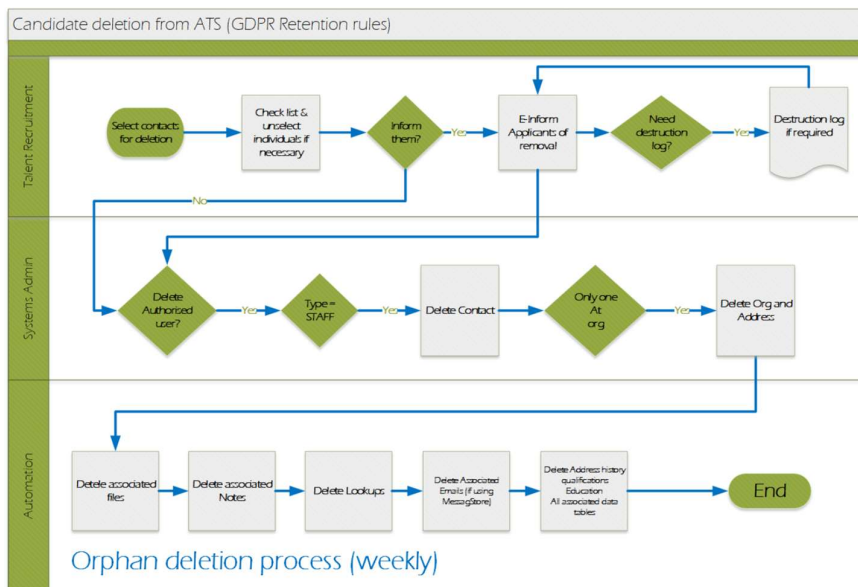 Candidate deletion from ATS (GDPR Retention rules)
Talent Recruitment
Select contacts
for deletion
Check list &
unselect
individuals if
necessary
Inform
them?
Yes
E-Inform
Applicants of
removal
Need
destruction
log?
Yes
Destruction log
if required
No
Systems Admin
Delete
Authorised
user?
Yes
Type =
STAFF
Yes
Delete Contact
Only one
At
org
Yes
Delete Org and
Address
Automation
Detele associated
files
Delete associated
Notes
Delete Lookups
Delete Associated
Emails (if using
MessagStore)
Delete Address history
qualifications
Education
All associated data
tables
End
Orphan deletion process (weekly)